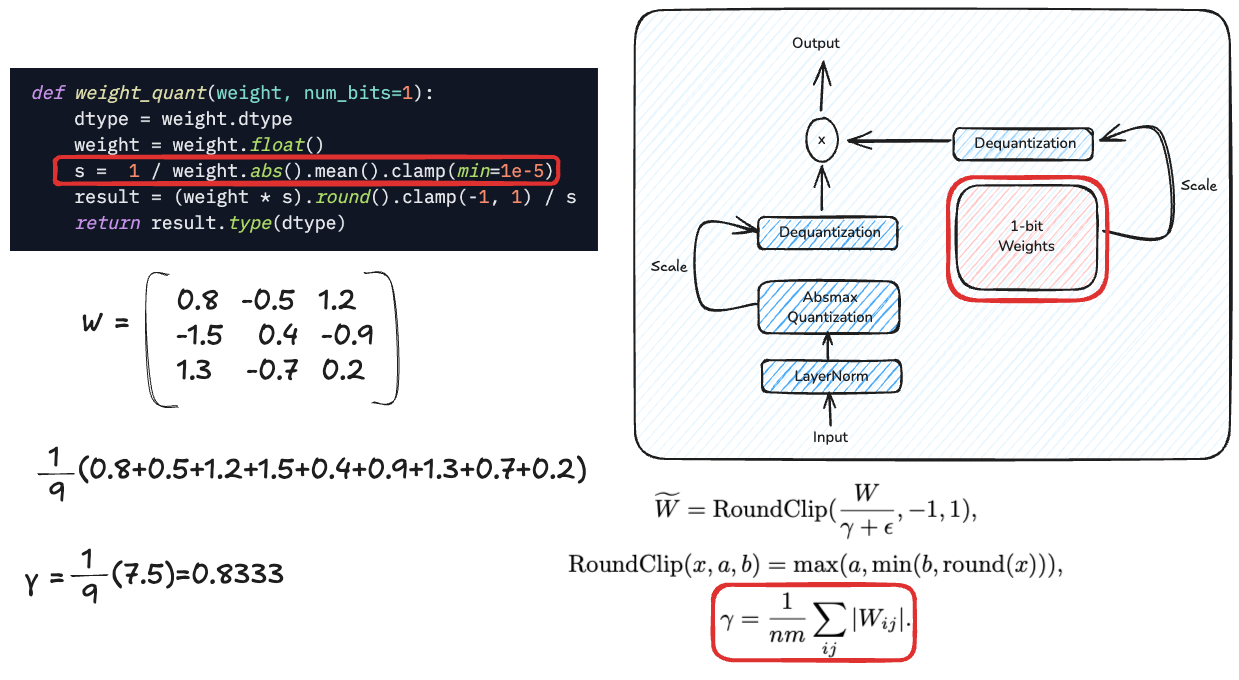 def weight_quant(weight, num_bits=1):
dtype = weight.dtype
weight = weight.float()
s =  1 / weight.abs().mean().clamp(min=1e-5)
result = (weight * s).round().clamp(-1, 1) / s
return result.type(dtype)
W =
0.8 -0.5 1.2
-1.5 0.4 -0.9
1.3 -0.7 0.2
1/9 (0.8+0.5+1.2+1.5+0.4+0.9+1.3+0.7+0.2)
γ = 1/9 (7.5)=0.8333
Output
x
Dequantization
Scale
1-bit
Weights
Dequantization
Scale
Absmax
Quantization
LayerNorm
Input
W̃ = RoundClip(W/(γ + ϵ), −1, 1),
RoundClip(x, a, b) = max(a, min(b, round(x))),
γ = 1/nm ∑ij |Wij|.